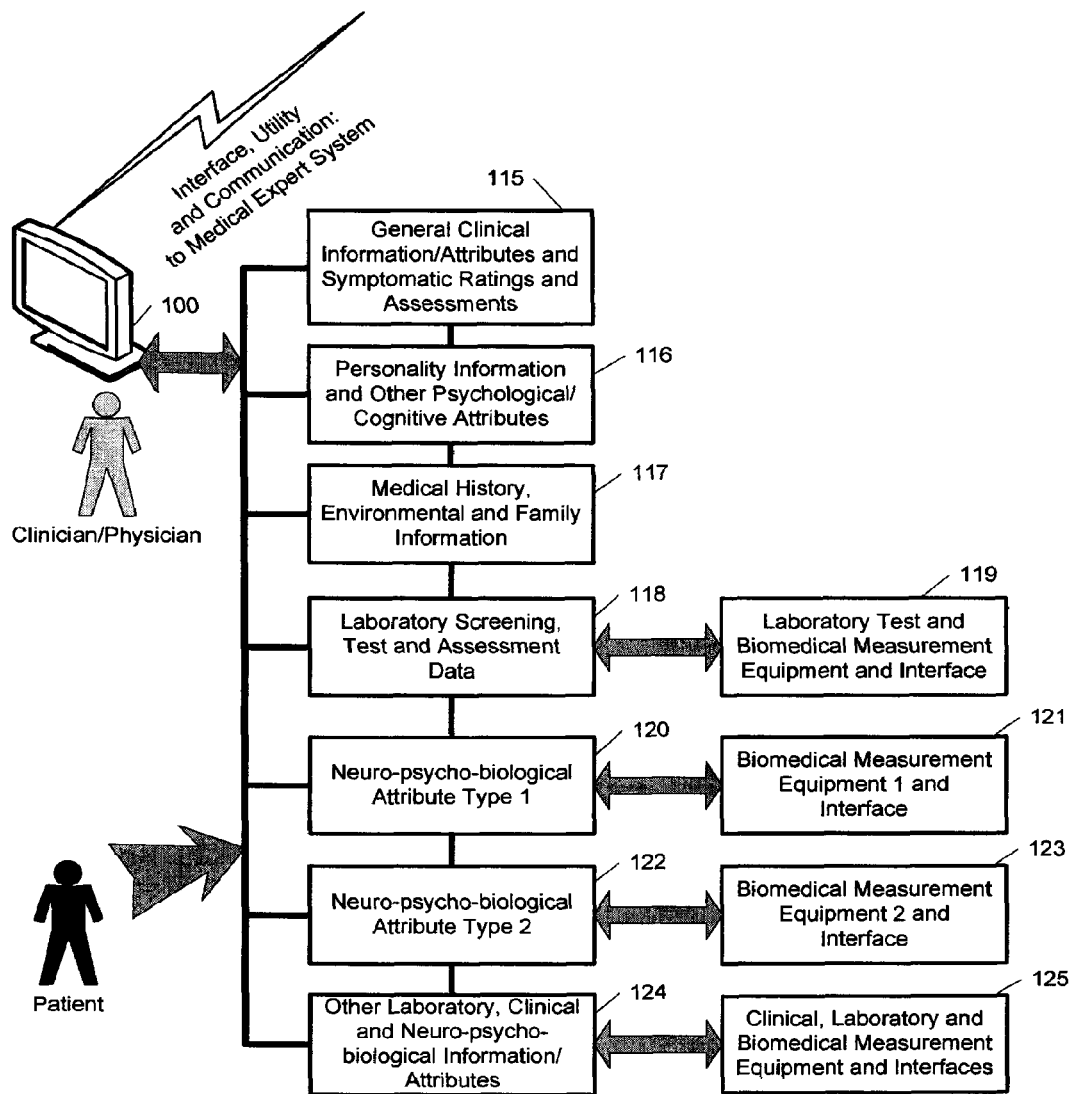 Interface, Utility
and Communication:
to Medical Expert System
100
Clinician/Physician
115
General Clinical
Information/Attributes and
Symptomatic Ratings and
Assessments
116
Personality Information
and Other Psychological/
Cognitive Attributes
117
Medical History,
Environmental and Family
Information
118
Laboratory Screening,
Test and Assessment
Data
119
Laboratory Test and
Biomedical Measurement
Equipment and Interface
120
Neuro-psycho-biological
Attribute Type 1
121
Biomedical Measurement
Equipment 1 and
Interface
122
Neuro-psycho-biological
Attribute Type 2
123
Biomedical Measurement
Equipment 2 and
Interface
Patient
124
Other Laboratory, Clinical
and Neuro-psycho-
biological Information/
Attributes
125
Clinical, Laboratory and
Biomedical Measurement
Equipment and Interfaces